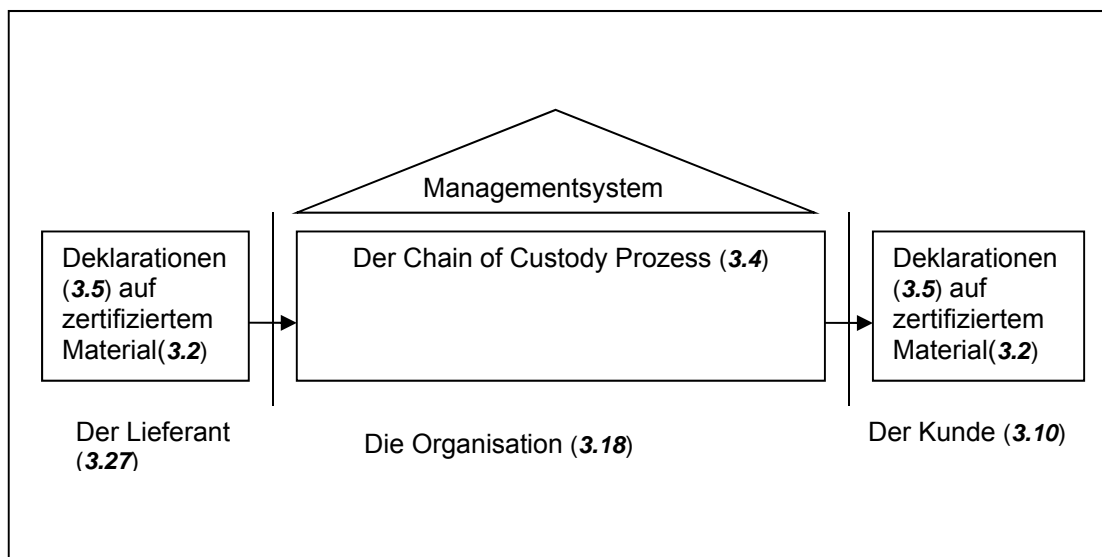 Managementsystem
Deklarationen
(3.5) auf
zertifiziertem
Material(3.2)
Der Chain of Custody Prozess (3.4)
Deklarationen
(3.5) auf
zertifiziertem
Material(3.2)
Der Lieferant
(3.27)
Die Organisation (3.18)
Der Kunde (3.10)